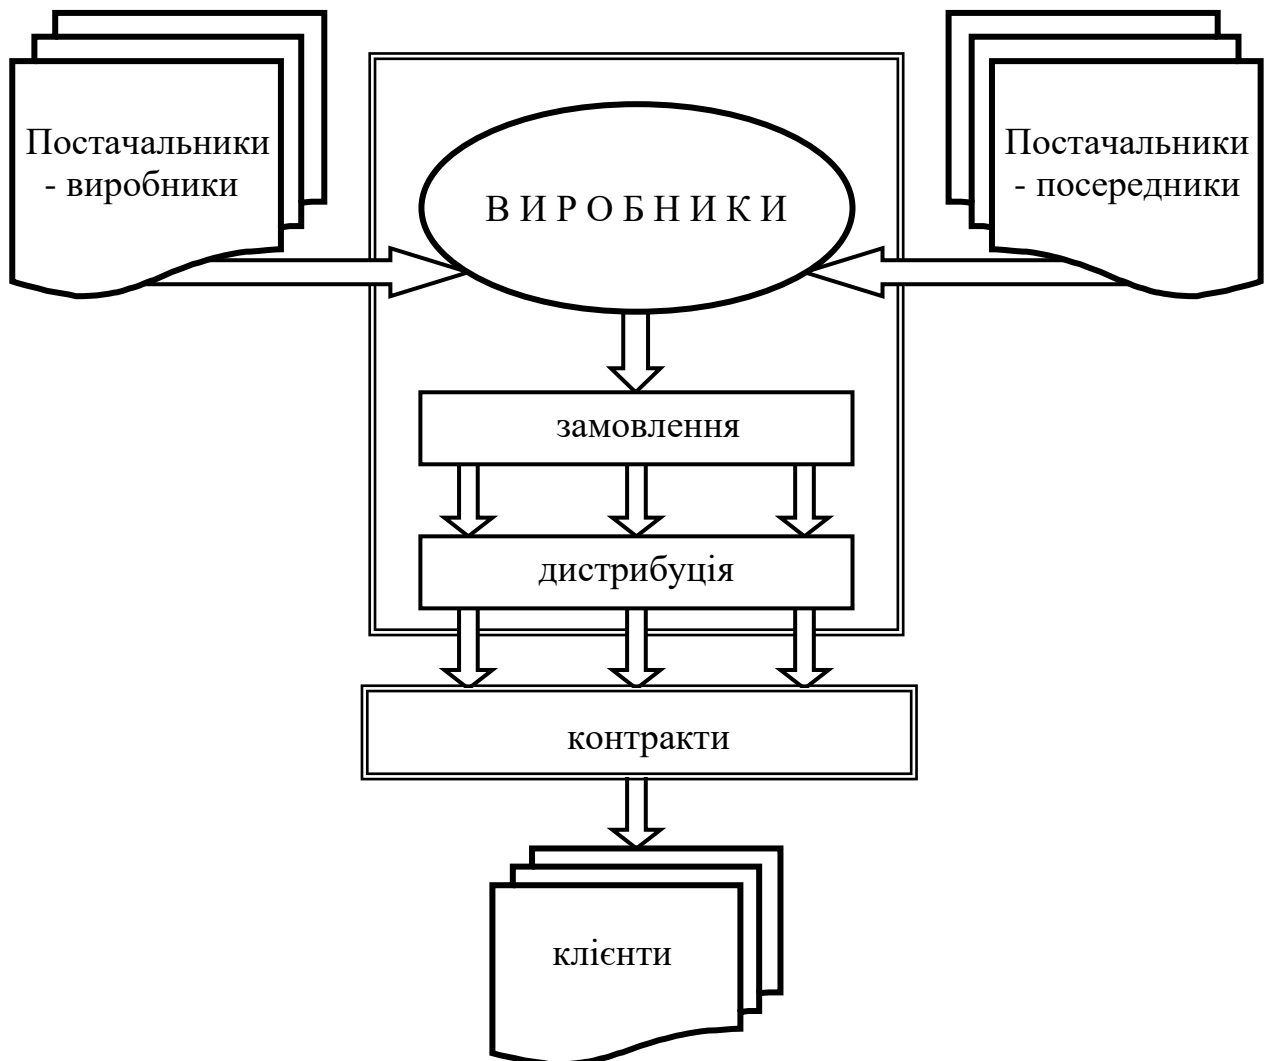 Постачальники
- виробники
Постачальники
- посередники
В И Р О Б Н И К И
замовлення
дистрибуція
контракти
клієнти